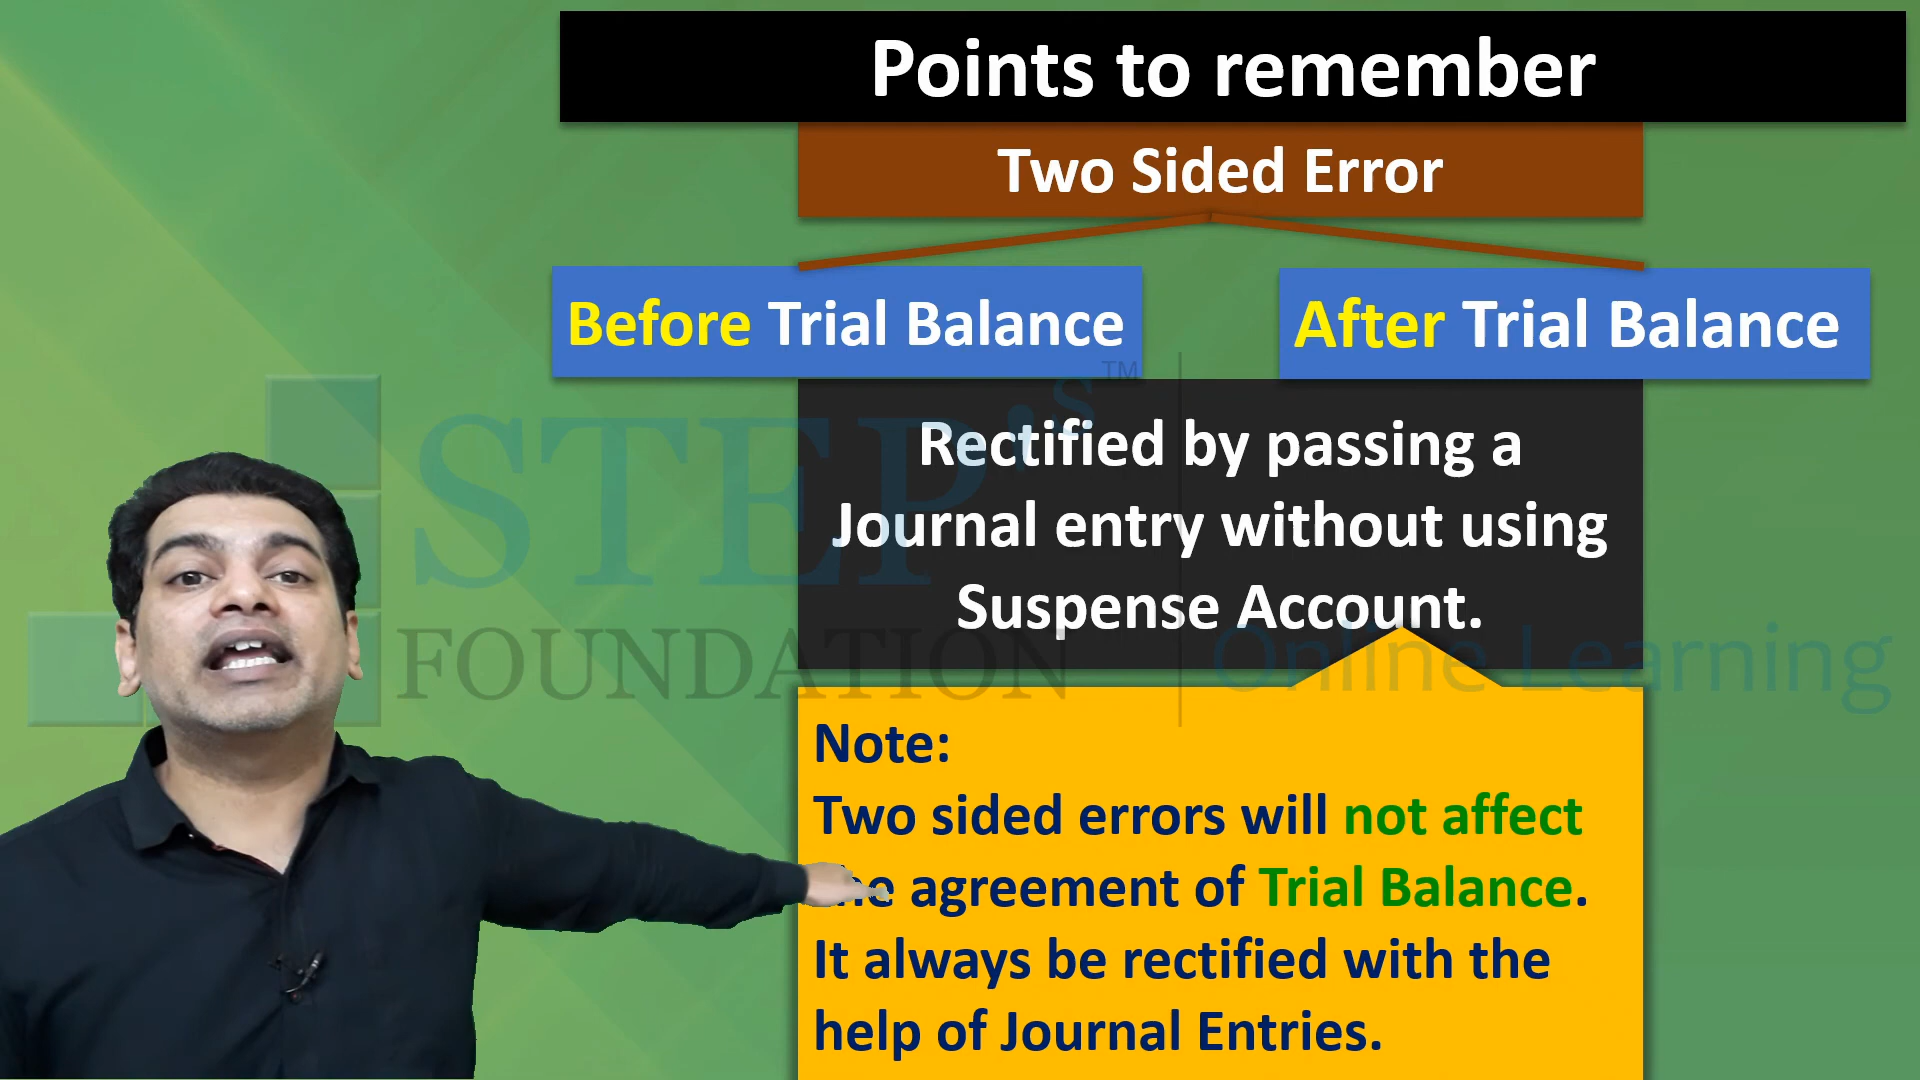 Points to remember
Two Sided Error
Before Trial Balance
After Trial Balance
Rectified by passing a
Journal entry without using
Suspense Account.
STEP's™
FOUNDATION
Online Learning
Note:
Two sided errors will not affect
the agreement of Trial Balance.
It always be rectified with the
help of Journal Entries.